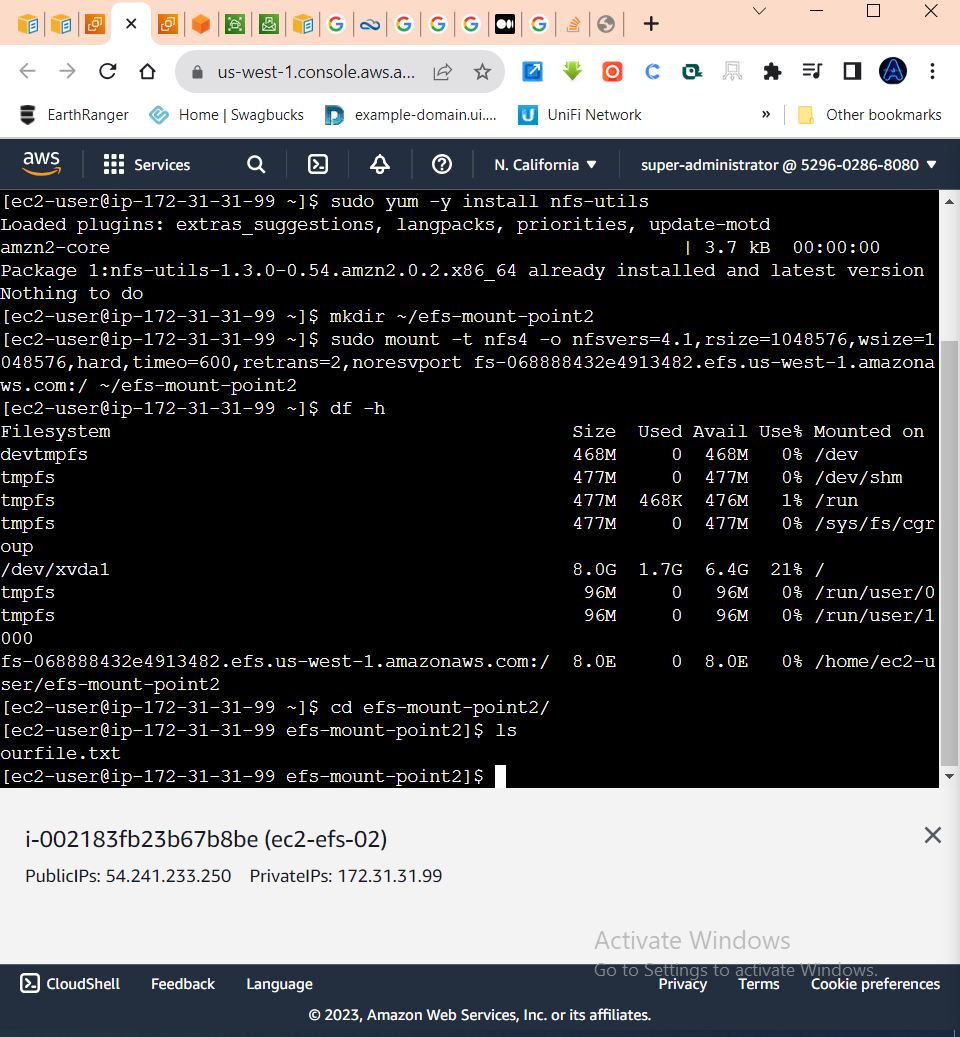 us-west-1.console.aws.a...
EarthRanger
Home | Swagbucks
example-domain.ui....
UniFi Network
»
Other bookmarks
aws
Services
N. California
super-administrator @ 5296-0286-8080
[ec2-user@ip-172-31-31-99 ~]$ sudo yum -y install nfs-utils
Loaded plugins: extras_suggestions, langpacks, priorities, update-motd
amzn2-core | 3.7 kB 00:00:00
Package 1:nfs-utils-1.3.0-0.54.amzn2.0.2.x86_64 already installed and latest version
Nothing to do
[ec2-user@ip-172-31-31-99 ~]$ mkdir ~/efs-mount-point2
[ec2-user@ip-172-31-31-99 ~]$ sudo mount -t nfs4 -o nfsvers=4.1,rsize=1048576,wsize=1
048576,hard,timeo=600,retrans=2,noresvport fs-068888432e4913482.efs.us-west-1.amazona
ws.com:/ ~/efs-mount-point2
[ec2-user@ip-172-31-31-99 ~]$ df -h
Filesystem Size Used Avail Use% Mounted on
devtmpfs 468M 0 468M 0% /dev
tmpfs 477M 0 477M 0% /dev/shm
tmpfs 477M 468K 476M 1% /run
tmpfs 477M 0 477M 0% /sys/fs/cgr
oup
/dev/xvda1 8.0G 1.7G 6.4G 21% /
tmpfs 96M 0 96M 0% /run/user/0
tmpfs 96M 0 96M 0% /run/user/1
000
fs-068888432e4913482.efs.us-west-1.amazonaws.com:/ 8.0E 0 8.0E 0% /home/ec2-u
ser/efs-mount-point2
[ec2-user@ip-172-31-31-99 ~]$ cd efs-mount-point2/
[ec2-user@ip-172-31-31-99 efs-mount-point2]$ ls
ourfile.txt
[ec2-user@ip-172-31-31-99 efs-mount-point2]$
i-002183fb23b67b8be (ec2-efs-02)
PublicIPs: 54.241.233.250 PrivateIPs: 172.31.31.99
Activate Windows
Go to Settings to activate Windows.
CloudShell
Feedback
Language
Privacy
Terms
Cookie preferences
© 2023, Amazon Web Services, Inc. or its affiliates.